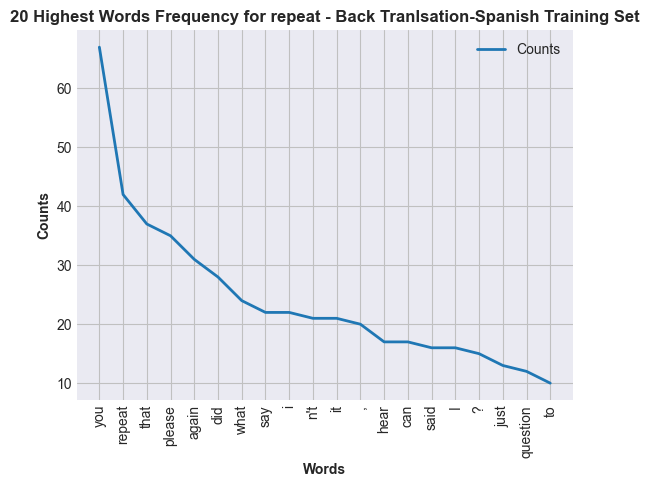 20 Highest Words Frequency for repeat - Back Tranlsation-Spanish Training Set
Counts
60
50
40
30
20
10
Counts
you
repeat
that
please
again
did
what
say
i
n't
it
,
hear
can
said
I
?
just
question
to
Words